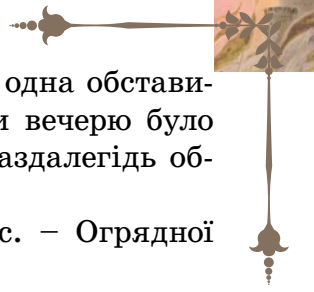 одна обстави-
и вечерю було
аздалегідь об-
с. – Огрядної